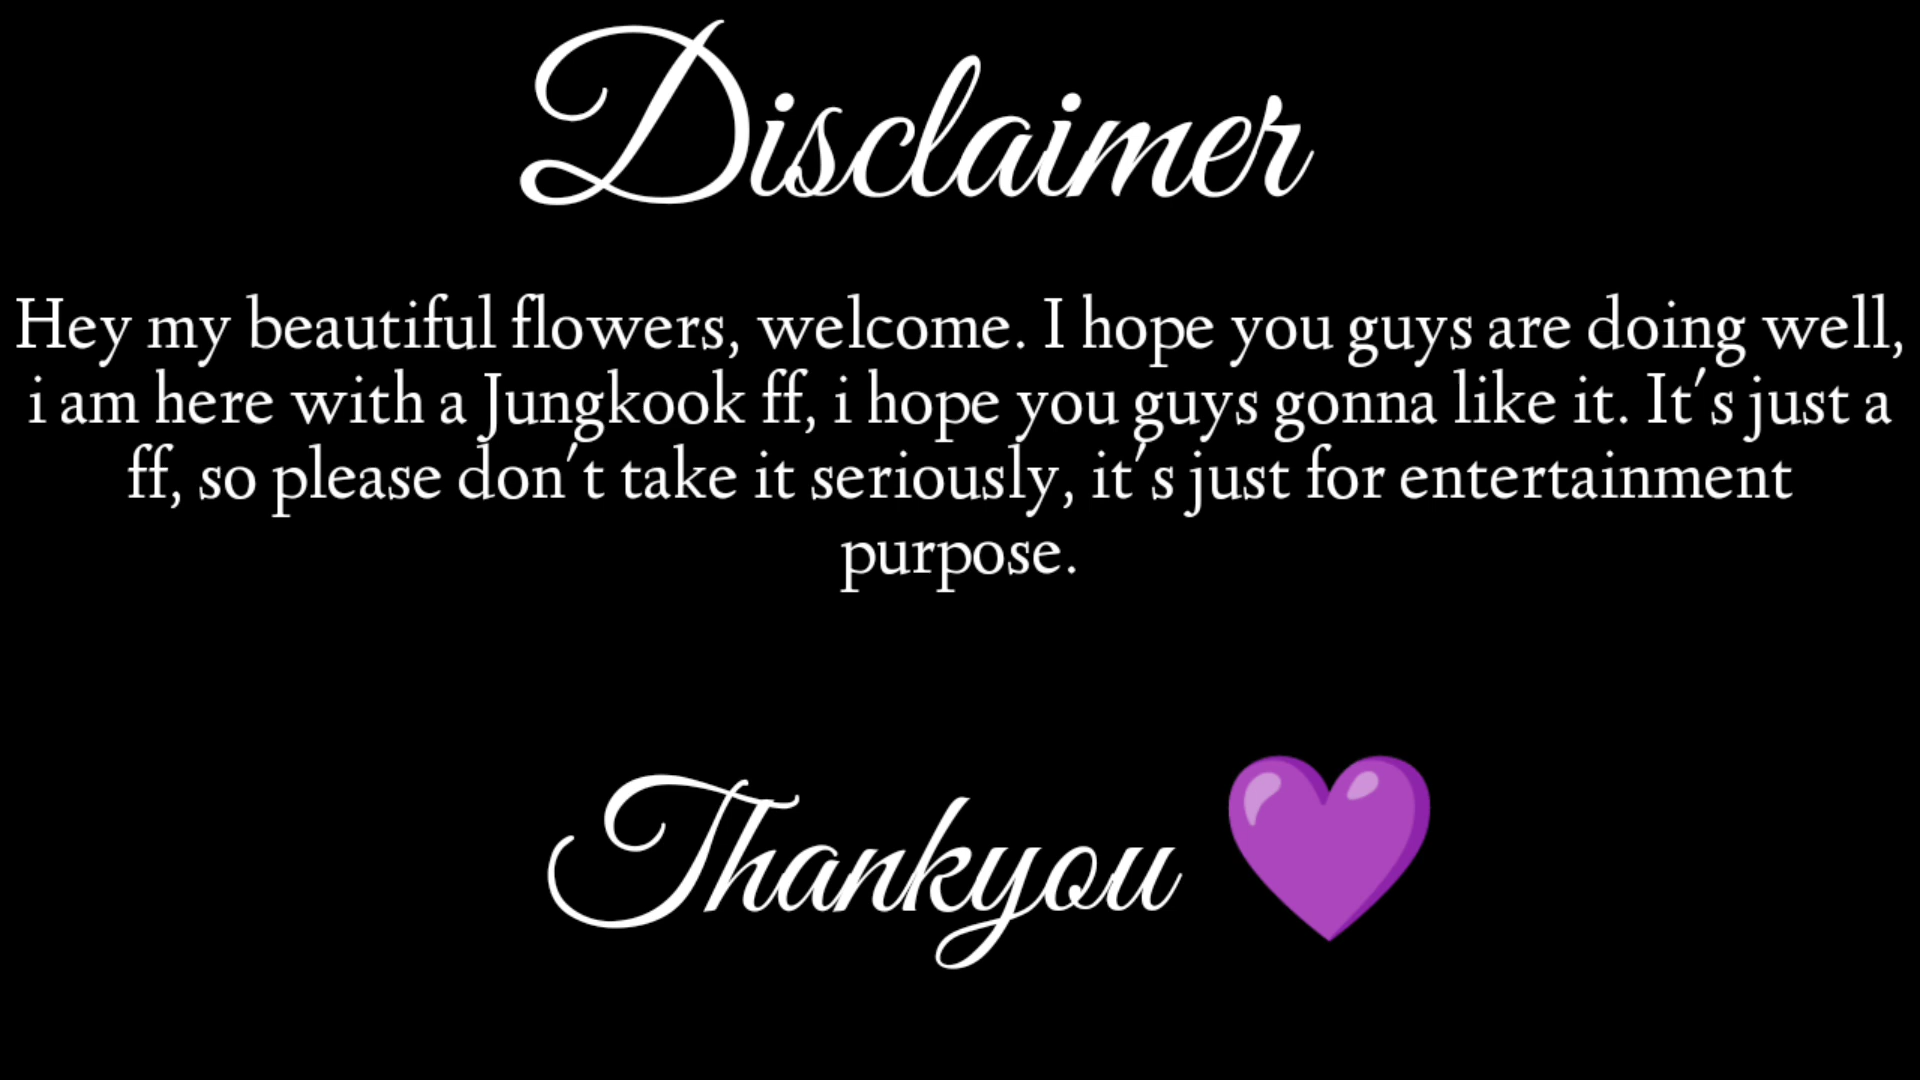 Disclaimer
Hey my beautiful flowers, welcome. I hope you guys are doing well,
i am here with a Jungkook ff, i hope you guys gonna like it. It's just a
ff, so please don't take it seriously, it's just for entertainment
purpose.
Thankyou 💜